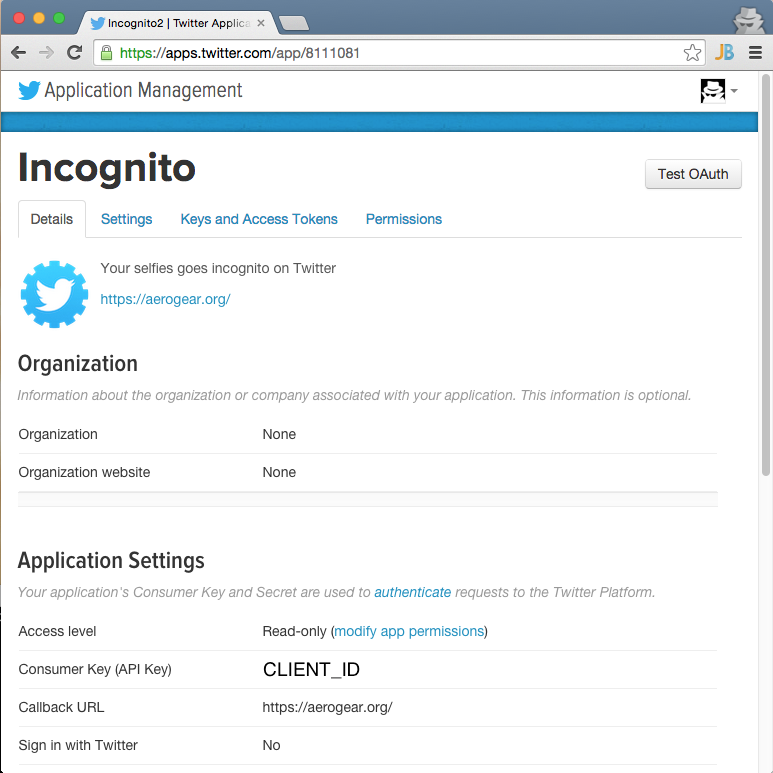 Incognito2 | Twitter Applica
https://apps.twitter.com/app/8111081
JB
Application Management
Incognito
Test OAuth
Details Settings Keys and Access Tokens Permissions
Your selfies goes incognito on Twitter
https://aerogear.org/
Organization
Information about the organization or company associated with your application. This information is optional.
Organization None
Organization website None
Application Settings
Your application's Consumer Key and Secret are used to authenticate requests to the Twitter Platform.
Access level Read-only (modify app permissions)
Consumer Key (API Key) CLIENT_ID
Callback URL https://aerogear.org/
Sign in with Twitter No